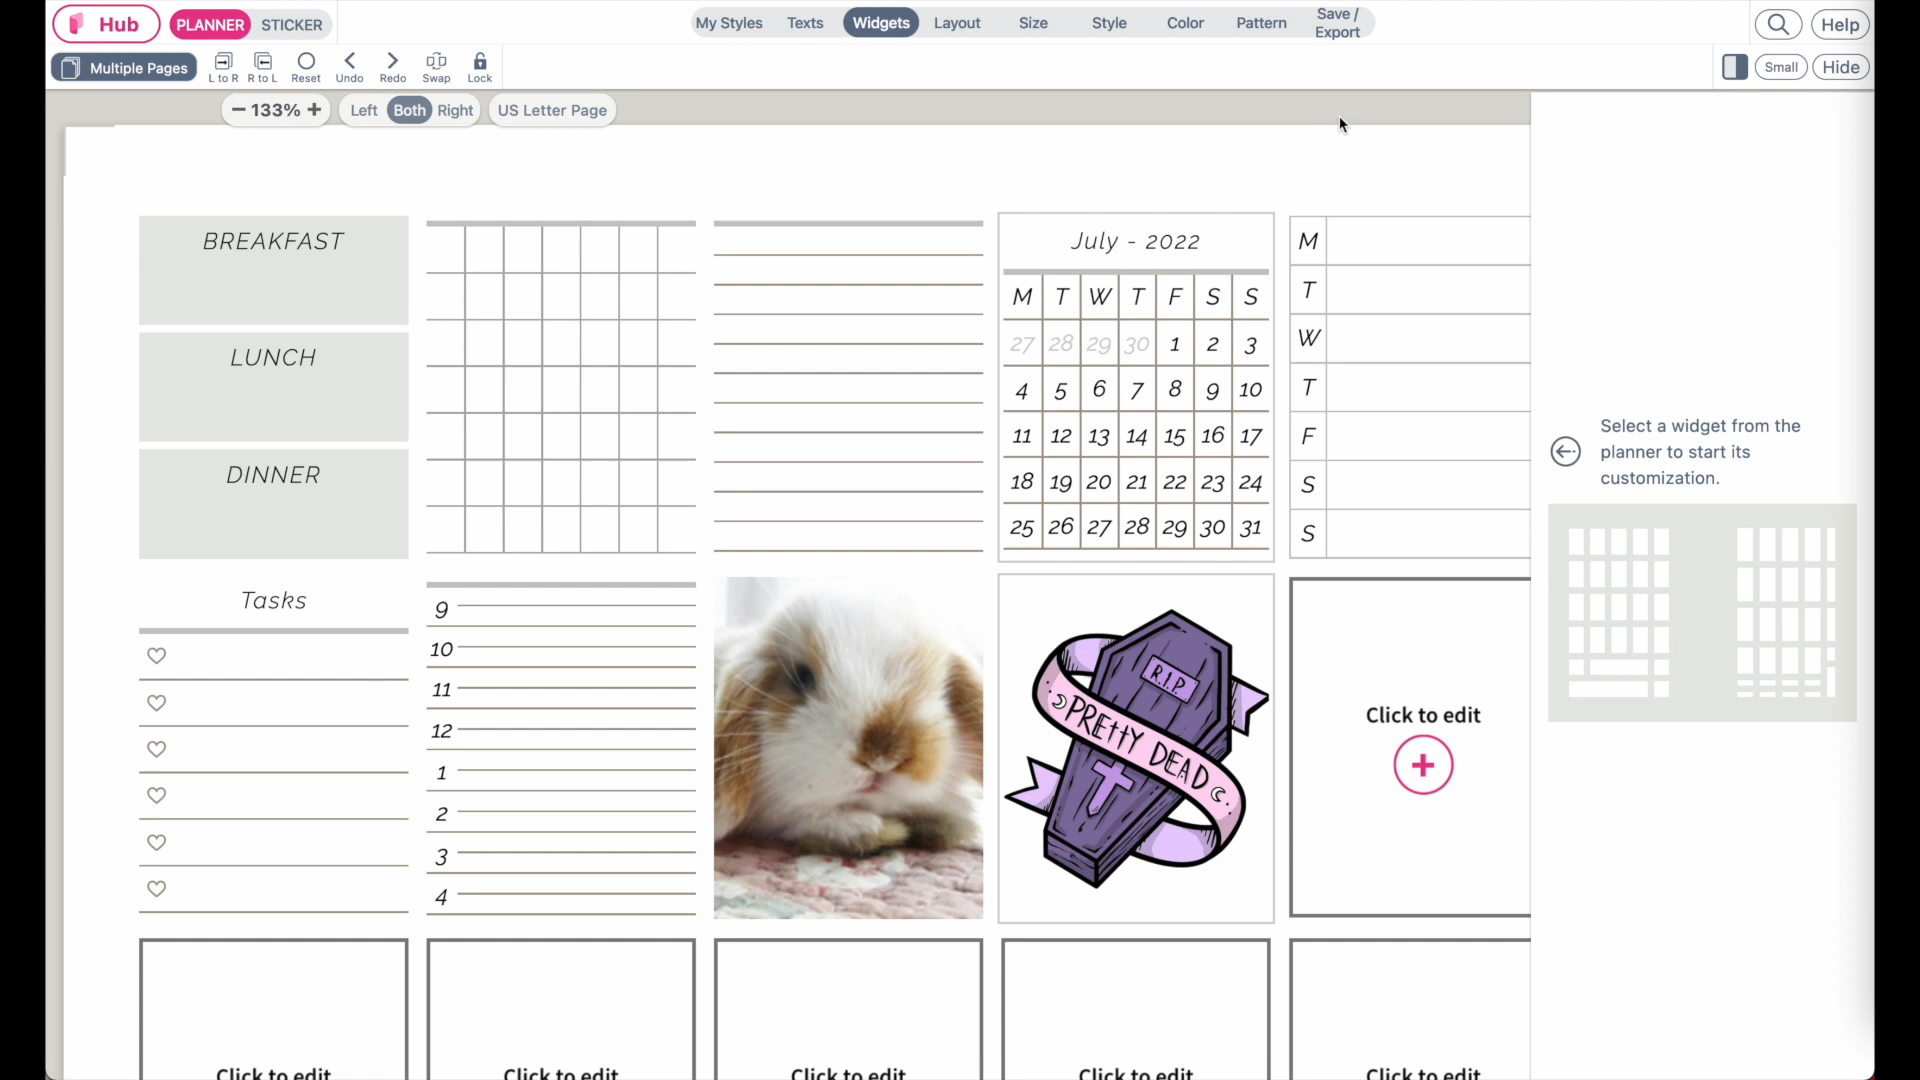 Hub PLANNER STICKER
My Styles Texts Widgets Layout Size Style Color Pattern Save /
Export
Help
Multiple Pages
L to R R to L Reset Undo Redo Swap Lock
Small Hide
133%
Left Both Right
US Letter Page
BREAKFAST
LUNCH
DINNER
July - 2022
M T W T F S S
27 28 29 30 1 2 3
4 5 6 7 8 9 10
11 12 13 14 15 16 17
18 19 20 21 22 23 24
25 26 27 28 29 30 31
M
T
W
T
F
S
S
Select a widget from the
planner to start its
customization.
Tasks
9
10
11
12
1
2
3
4
R.I.P.
PRETTY DEAD
Click to edit
Click to edit
Click to edit
Click to edit
Click to edit
Click to edit